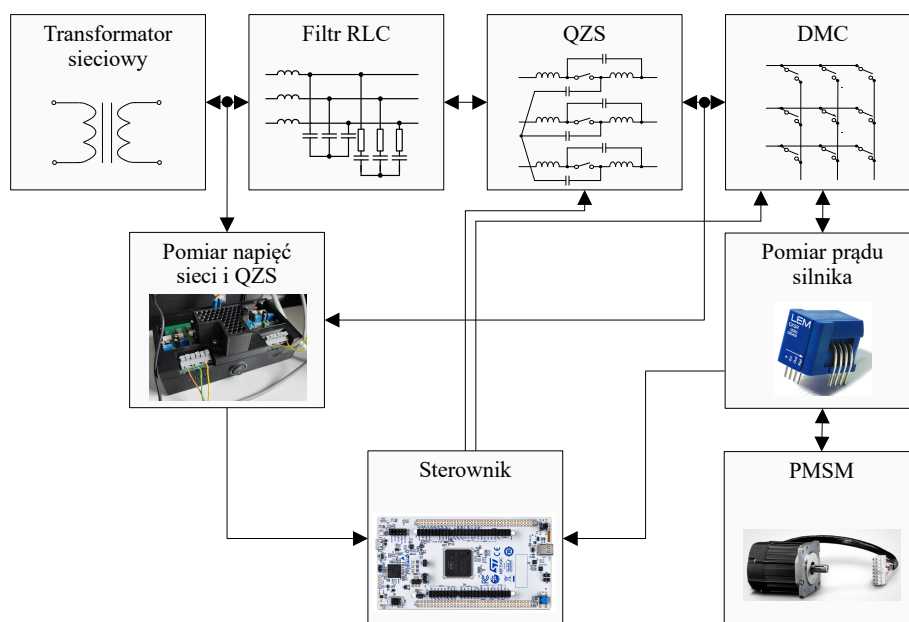 Transformator
sieciowy
Filtr RLC
QZS
DMC
Pomiar napięć
sieci i QZS
Pomiar prądu
silnika
LEM
Sterownik
PMSM